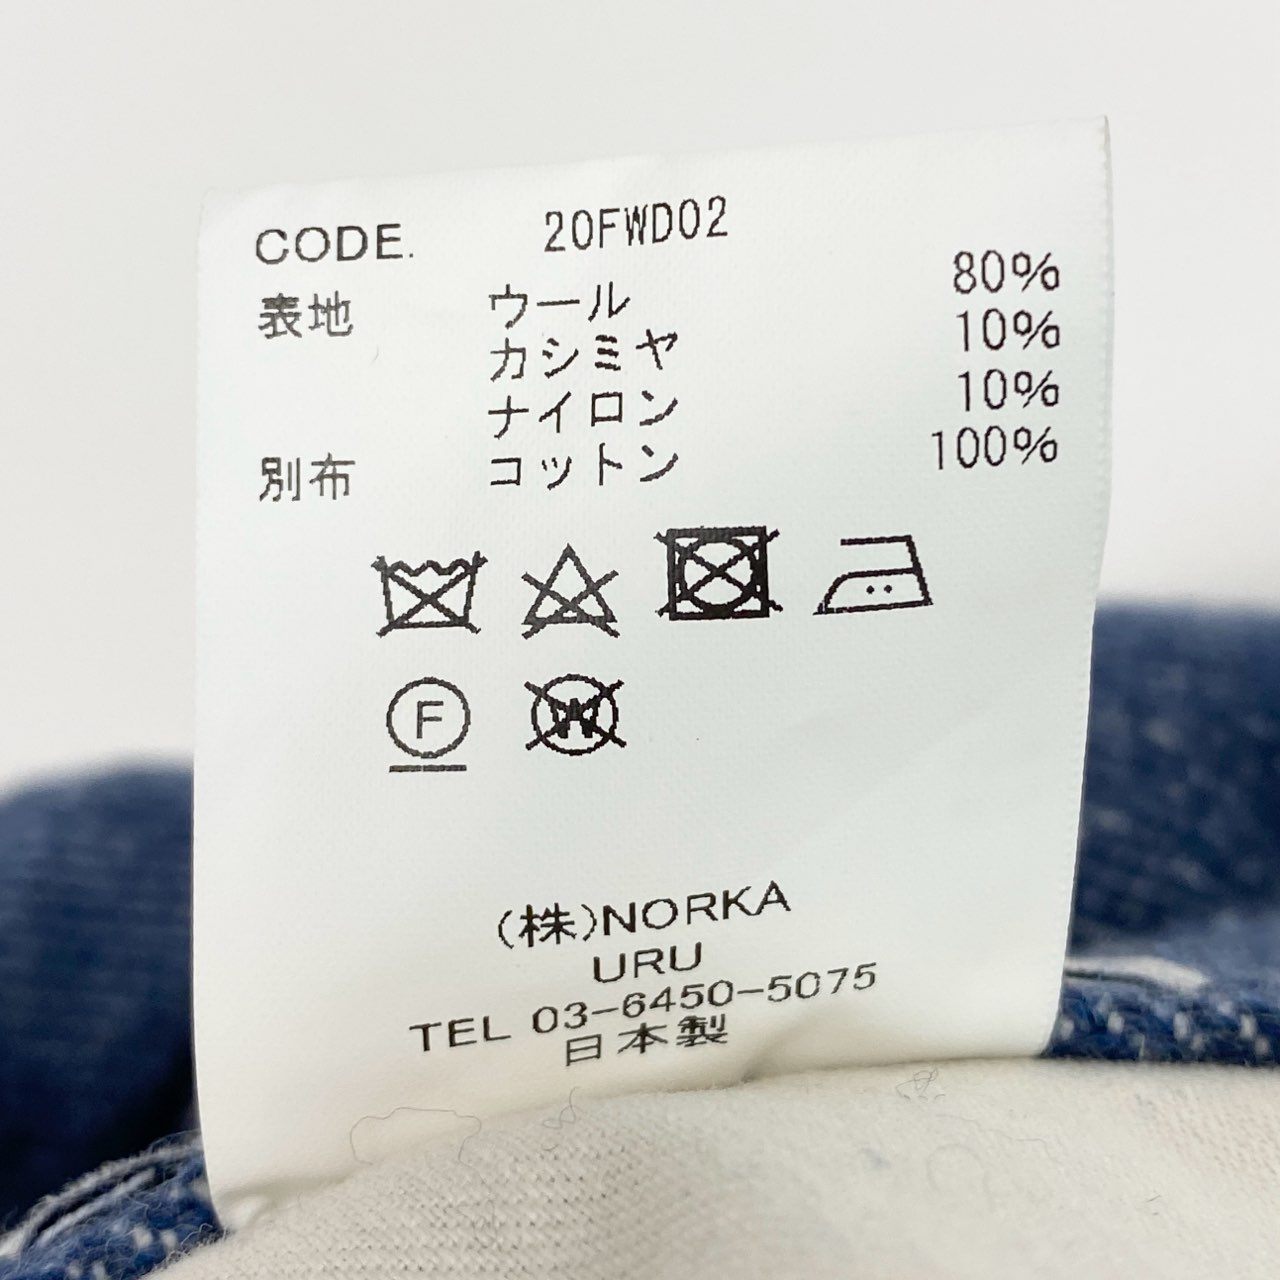 CODE. 20FWD02
表地 ウール 80%
カシミヤ 10%
ナイロン 10%
別布 コットン 100%
F
W
(株)NORKA
URU
TEL 03-6450-5075
日本製